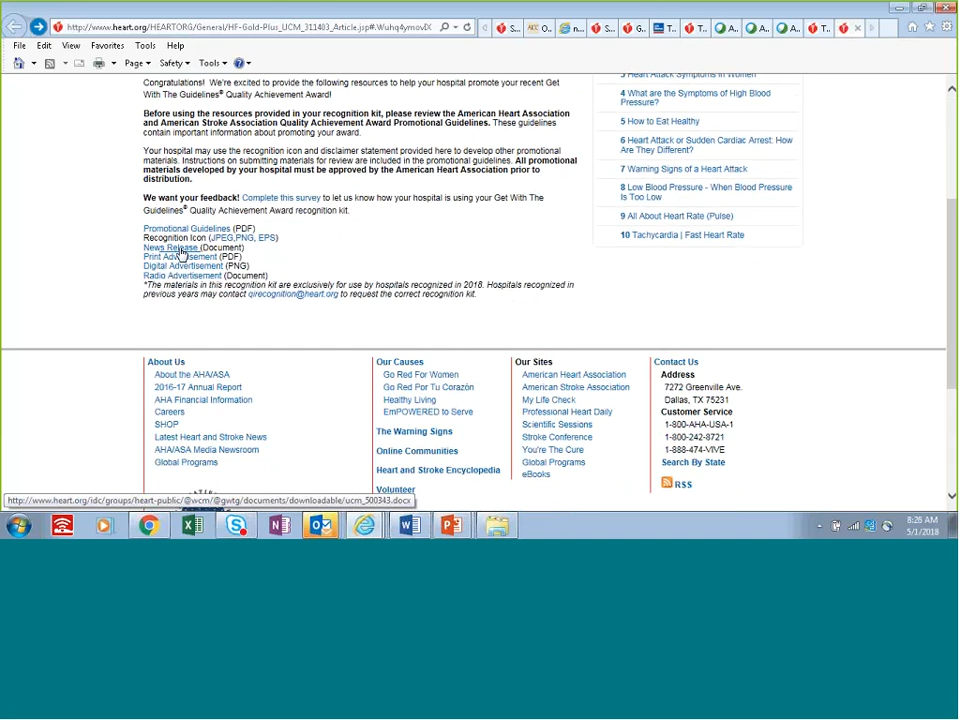 http://www.heart.org/HEARTORG/General/HF-Gold-Plus_UCM_311403_Article.jsp#.Wuhq4ymovIX
S...
ACC O...
n...
S...
G...
T...
T...
A...
A...
A...
T...
File Edit View Favorites Tools Help
Page Safety Tools
Congratulations! We're excited to provide the following resources to help your hospital promote your recent Get
With The Guidelines® Quality Achievement Award!
Before using the resources provided in your recognition kit, please review the American Heart Association
and American Stroke Association Quality Achievement Award Promotional Guidelines. These guidelines
contain important information about promoting your award.
Your hospital may use the recognition icon and disclaimer statement provided here to develop other promotional
materials. Instructions on submitting materials for review are included in the promotional guidelines. All promotional
materials developed by your hospital must be approved by the American Heart Association prior to
distribution.
We want your feedback! Complete this survey to let us know how your hospital is using your Get With The
Guidelines® Quality Achievement Award recognition kit.
Promotional Guidelines (PDF)
Recognition Icon (JPEG,PNG, EPS)
News Release (Document)
Print Advertisement (PDF)
Digital Advertisement (PNG)
Radio Advertisement (Document)
*The materials in this recognition kit are exclusively for use by hospitals recognized in 2018. Hospitals recognized in
previous years may contact qirecognition@heart.org to request the correct recognition kit.
3 Heart Attack Symptoms in Women
4 What are the Symptoms of High Blood
Pressure?
5 How to Eat Healthy
6 Heart Attack or Sudden Cardiac Arrest: How
Are They Different?
7 Warning Signs of a Heart Attack
8 Low Blood Pressure - When Blood Pressure
Is Too Low
9 All About Heart Rate (Pulse)
10 Tachycardia | Fast Heart Rate
About Us
About the AHA/ASA
2016-17 Annual Report
AHA Financial Information
Careers
SHOP
Latest Heart and Stroke News
AHA/ASA Media Newsroom
Global Programs
Our Causes
Go Red For Women
Go Red Por Tu Corazón
Healthy Living
EmPOWERED to Serve
The Warning Signs
Online Communities
Heart and Stroke Encyclopedia
Volunteer
Our Sites
American Heart Association
American Stroke Association
My Life Check
Professional Heart Daily
Scientific Sessions
Stroke Conference
You're The Cure
Global Programs
eBooks
Contact Us
Address
7272 Greenville Ave.
Dallas, TX 75231
Customer Service
1-800-AHA-USA-1
1-800-242-8721
1-888-474-VIVE
Search By State
RSS
http://www.heart.org/idc/groups/heart-public/@wcm/@gwtg/documents/downloadable/ucm_500343.docx
8:26 AM
5/1/2018